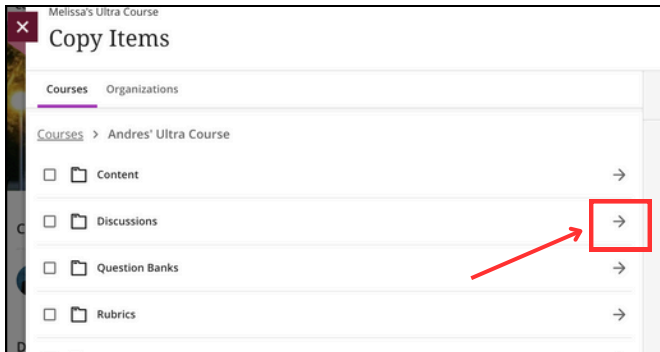 Melissa's Ultra Course
Copy Items
Courses Organizations
Courses > Andres' Ultra Course
Content
Discussions
Question Banks
Rubrics